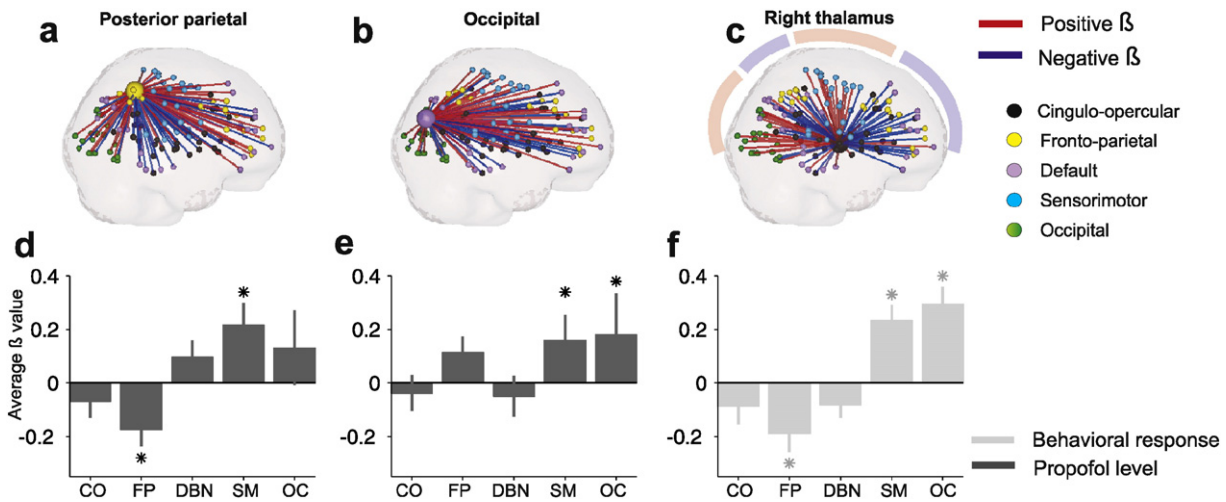 Posterior parietal
Occipital
Right thalamus
a
b
c
Positive ß
Negative ß
Cingulo-opercular
Fronto-parietal
Default
Sensorimotor
Occipital
d
e
f
Average ß value
0.4
0.2
0
-0.2
*
*
CO FP DBN SM OC
0.4
0.2
0
-0.2
*
*
CO FP DBN SM OC
0.4
0.2
0
-0.2
*
*
*
CO FP DBN SM OC
Behavioral response
Propofol level